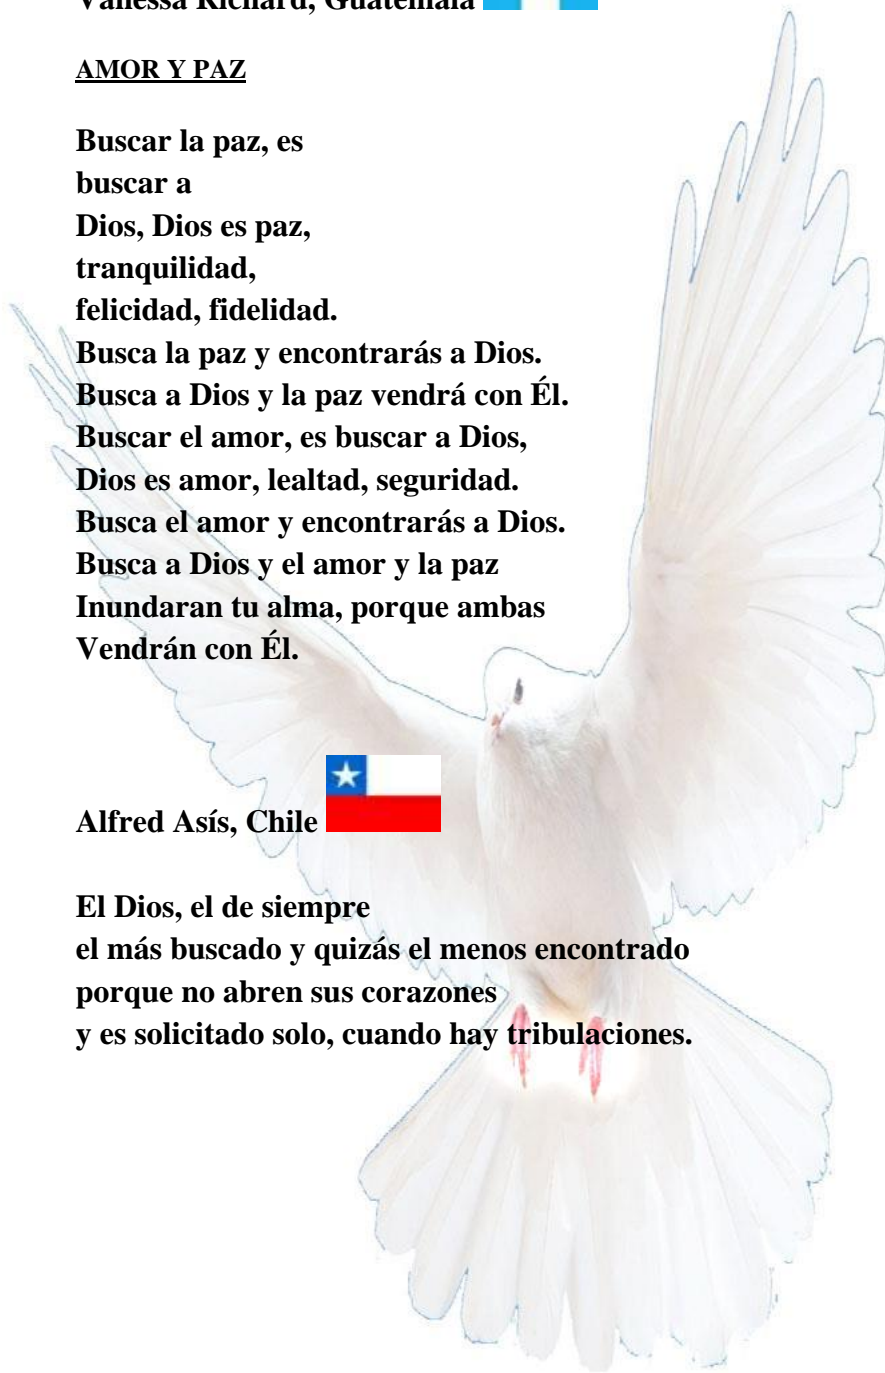 Vanessa Richard, Guatemala
AMOR Y PAZ
Buscar la paz, es
buscar a
Dios, Dios es paz,
tranquilidad,
felicidad, fidelidad.
Busca la paz y encontrarás a Dios.
Busca a Dios y la paz vendrá con Él.
Buscar el amor, es buscar a Dios,
Dios es amor, lealtad, seguridad.
Busca el amor y encontrarás a Dios.
Busca a Dios y el amor y la paz
Inundaran tu alma, porque ambas
Vendrán con Él.
Alfred Asís, Chile
El Dios, el de siempre
el más buscado y quizás el menos encontrado
porque no abren sus corazones
y es solicitado solo, cuando hay tribulaciones.